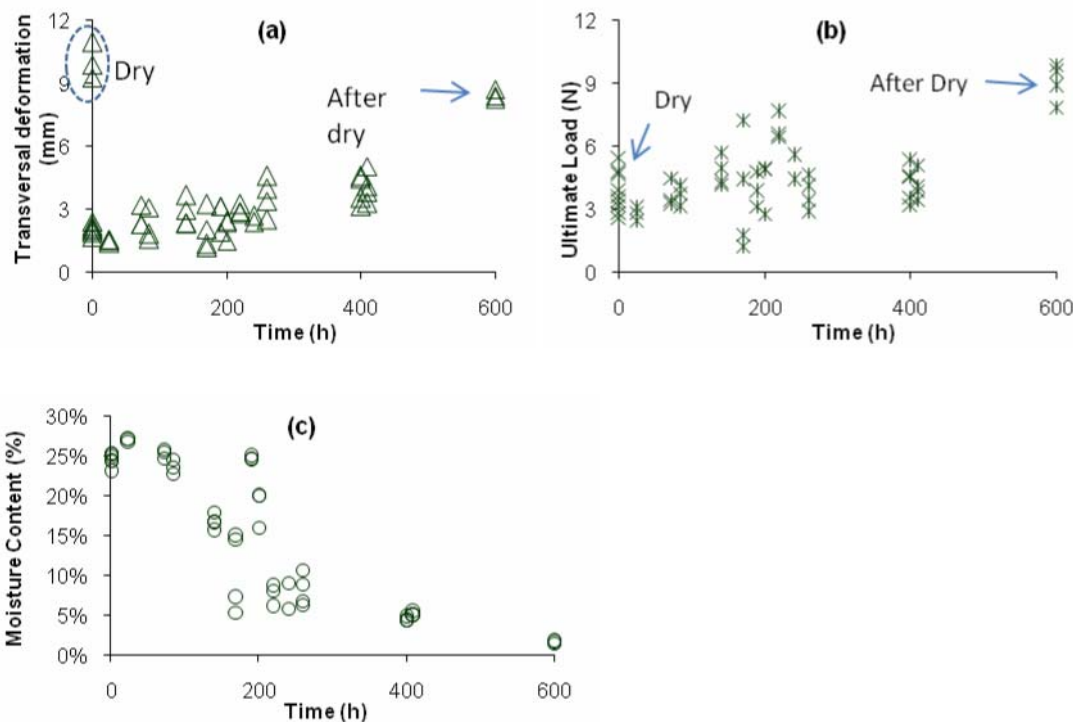 (a)
Transversal deformation
(mm)
12
9
6
3
0
Dry
After
dry
0
200
400
600
Time (h)
(b)
Ultimate Load (N)
12
9
6
3
0
Dry
After Dry
0
200
400
600
Time (h)
(c)
Moisture Content (%)
30%
25%
20%
15%
10%
5%
0%
0
200
400
600
Time (h)